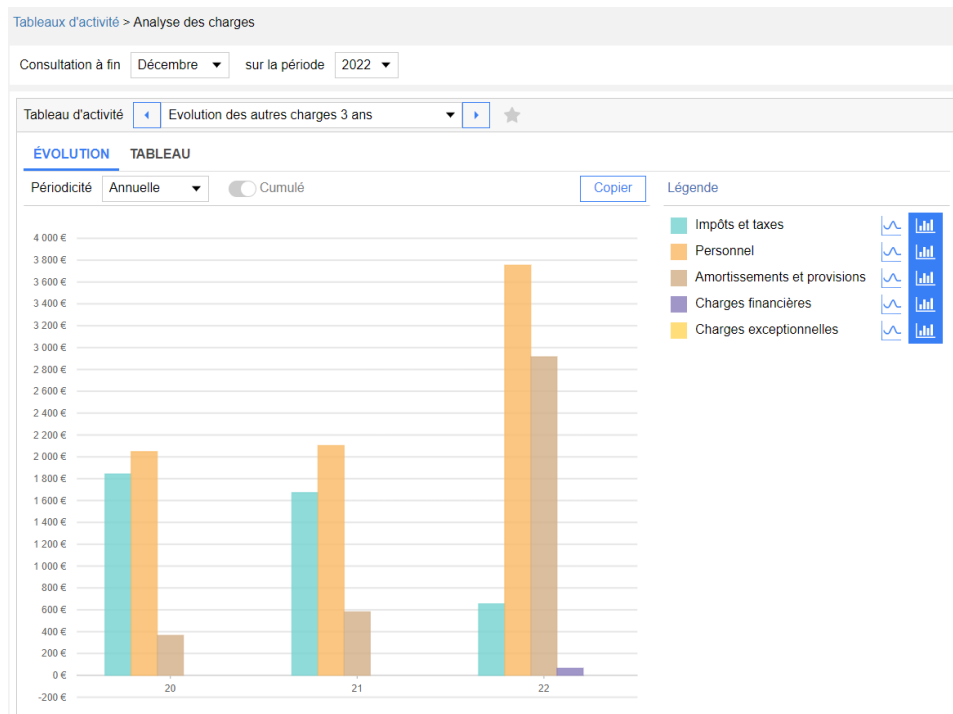 Tableaux d'activité > Analyse des charges
Consultation à fin Décembre sur la période 2022
Tableau d'activité Evolution des autres charges 3 ans
ÉVOLUTION TABLEAU
Périodicité Annuelle Cumulé Copier Légende
Impôts et taxes
Personnel
Amortissements et provisions
Charges financières
Charges exceptionnelles
4 000 €
3 800 €
3 600 €
3 400 €
3 200 €
3 000 €
2 800 €
2 600 €
2 400 €
2 200 €
2 000 €
1 800 €
1 600 €
1 400 €
1 200 €
1 000 €
800 €
600 €
400 €
200 €
0 €
-200 €
20 21 22